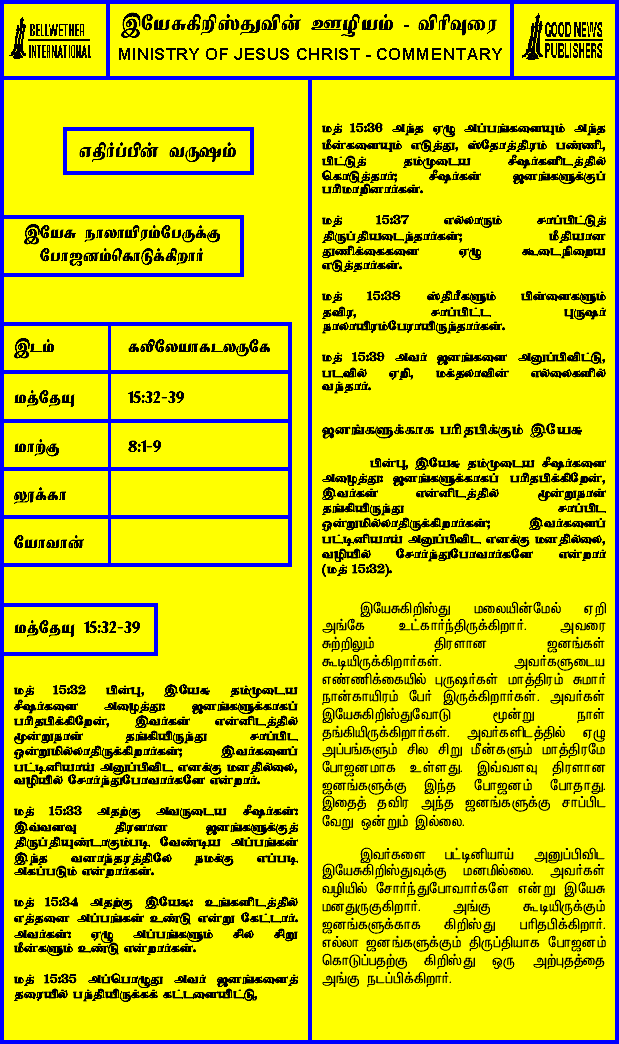 BELLWETHER
INTERNATIONAL
இயேசுகிறிஸ்துவின் ஊழியம் - விரிவுரை
MINISTRY OF JESUS CHRIST - COMMENTARY
GOOD NEWS
PUBLISHERS
எதிர்ப்பின் வருஷம்
இயேசு நாலாயிரம்பேருக்கு
போஜனம்கொடுக்கிறார்
இடம் கலிலேயாகடலருகே
மத்தேயு 15:32-39
மாற்கு 8:1-9
லூக்கா
யோவான்
மத்தேயு 15:32-39
மத் 15:32 பின்பு, இயேசு தம்முடைய
சீஷர்களை அழைத்து: ஜனங்களுக்காகப்
பரிதபிக்கிறேன், இவர்கள் என்னிடத்தில்
மூன்றுநாள் தங்கியிருந்து சாப்பிட
ஒன்றுமில்லாதிருக்கிறார்கள்; இவர்களைப்
பட்டினியாய் அனுப்பிவிட எனக்கு மனதில்லை,
வழியில் சோர்ந்துபோவார்களே என்றார்.
மத் 15:33 அதற்கு அவருடைய சீஷர்கள்:
இவ்வளவு திரளான ஜனங்களுக்குத்
திருப்தியுண்டாகும்படி வேண்டிய அப்பங்கள்
இந்த வனாந்தரத்திலே நமக்கு எப்படி
அகப்படும் என்றார்கள்.
மத் 15:34 அதற்கு இயேசு: உங்களிடத்தில்
எத்தனை அப்பங்கள் உண்டு என்று கேட்டார்.
அவர்கள்: ஏழு அப்பங்களும் சில சிறு
மீன்களும் உண்டு என்றார்கள்.
மத் 15:35 அப்பொழுது அவர் ஜனங்களைத்
தரையில் பந்தியிருக்கக் கட்டளையிட்டு,
மத் 15:36 அந்த ஏழு அப்பங்களையும் அந்த
மீன்களையும் எடுத்து, ஸ்தோத்திரம் பண்ணி,
பிட்டுத் தம்முடைய சீஷர்களிடத்தில்
கொடுத்தார்; சீஷர்கள் ஜனங்களுக்குப்
பரிமாறினார்கள்.
மத் 15:37 எல்லாரும் சாப்பிட்டுத்
திருப்தியடைந்தார்கள்; மீதியான
துணிக்கைகளை ஏழு கூடைநிறைய
எடுத்தார்கள்.
மத் 15:38 ஸ்திரீகளும் பிள்ளைகளும்
தவிர, சாப்பிட்ட புருஷர்
நாலாயிரம்பேராயிருந்தார்கள்.
மத் 15:39 அவர் ஜனங்களை அனுப்பிவிட்டு,
படவில் ஏறி, மக்தலாவின் எல்லைகளில்
வந்தார்.
ஜனங்களுக்காக பரிதபிக்கும் இயேசு
பின்பு, இயேசு தம்முடைய சீஷர்களை
அழைத்து: ஜனங்களுக்காகப் பரிதபிக்கிறேன்,
இவர்கள் என்னிடத்தில் மூன்றுநாள்
தங்கியிருந்து சாப்பிட
ஒன்றுமில்லாதிருக்கிறார்கள்; இவர்களைப்
பட்டினியாய் அனுப்பிவிட எனக்கு மனதில்லை,
வழியில் சோர்ந்துபோவார்களே என்றார்
(மத் 15:32).
இயேசுகிறிஸ்து மலையின்மேல் ஏறி
அங்கே உட்கார்ந்திருக்கிறார். அவரை
சுற்றிலும் திரளான ஜனங்கள்
கூடியிருக்கிறார்கள். அவர்களுடைய
எண்ணிக்கையில் புருஷர்கள் மாத்திரம் சுமார்
நான்காயிரம் பேர் இருக்கிறார்கள். அவர்கள்
இயேசுகிறிஸ்துவோடு மூன்று நாள்
தங்கியிருக்கிறார்கள். அவர்களிடத்தில் ஏழு
அப்பங்களும் சில சிறு மீன்களும் மாத்திரமே
போஜனமாக உள்ளது. இவ்வளவு திரளான
ஜனங்களுக்கு இந்த போஜனம் போதாது.
இதைத் தவிர அந்த ஜனங்களுக்கு சாப்பிட
வேறு ஒன்றும் இல்லை.
இவர்களை பட்டினியாய் அனுப்பிவிட
இயேசுகிறிஸ்துவுக்கு மனமில்லை. அவர்கள்
வழியில் சோர்ந்துபோவார்களே என்று இயேசு
மனதுருகுகிறார். அங்கு கூடியிருக்கும்
ஜனங்களுக்காக கிறிஸ்து பரிதபிக்கிறார்.
எல்லா ஜனங்களுக்கும் திருப்தியாக போஜனம்
கொடுப்பதற்கு கிறிஸ்து ஒரு அற்புதத்தை
அங்கு நடப்பிக்கிறார்.